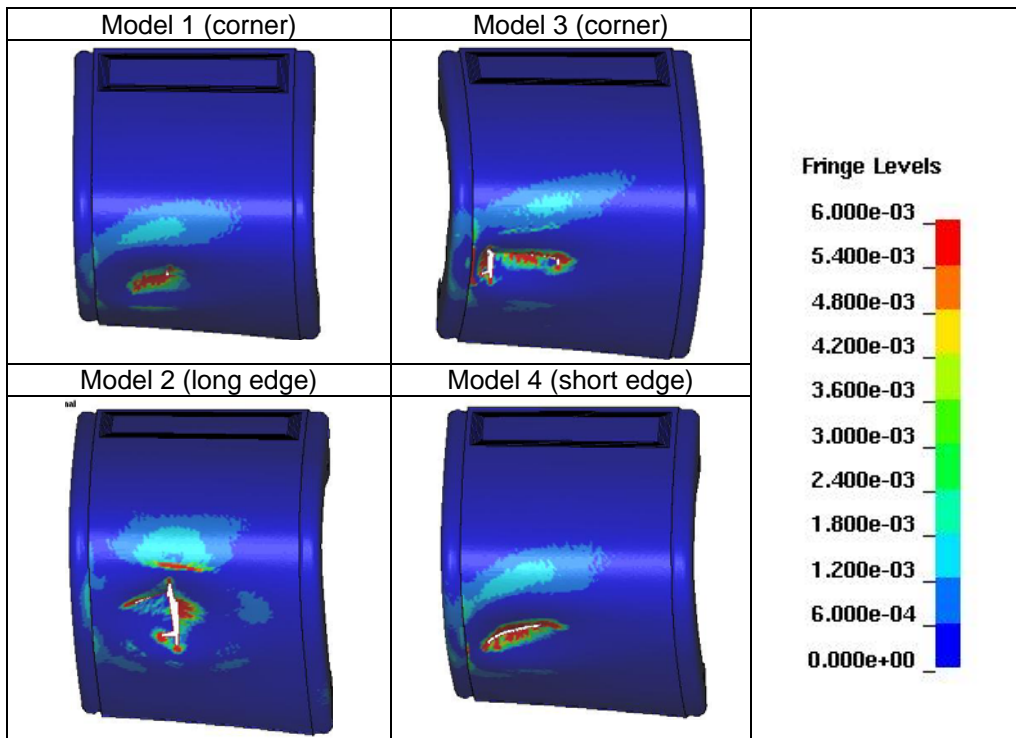 Model 1 (corner)
Model 3 (corner)
Fringe Levels
6.000e-03
5.400e-03
4.800e-03
4.200e-03
3.600e-03
3.000e-03
2.400e-03
1.800e-03
1.200e-03
6.000e-04
0.000e+00
Model 2 (long edge)
Model 4 (short edge)
nal